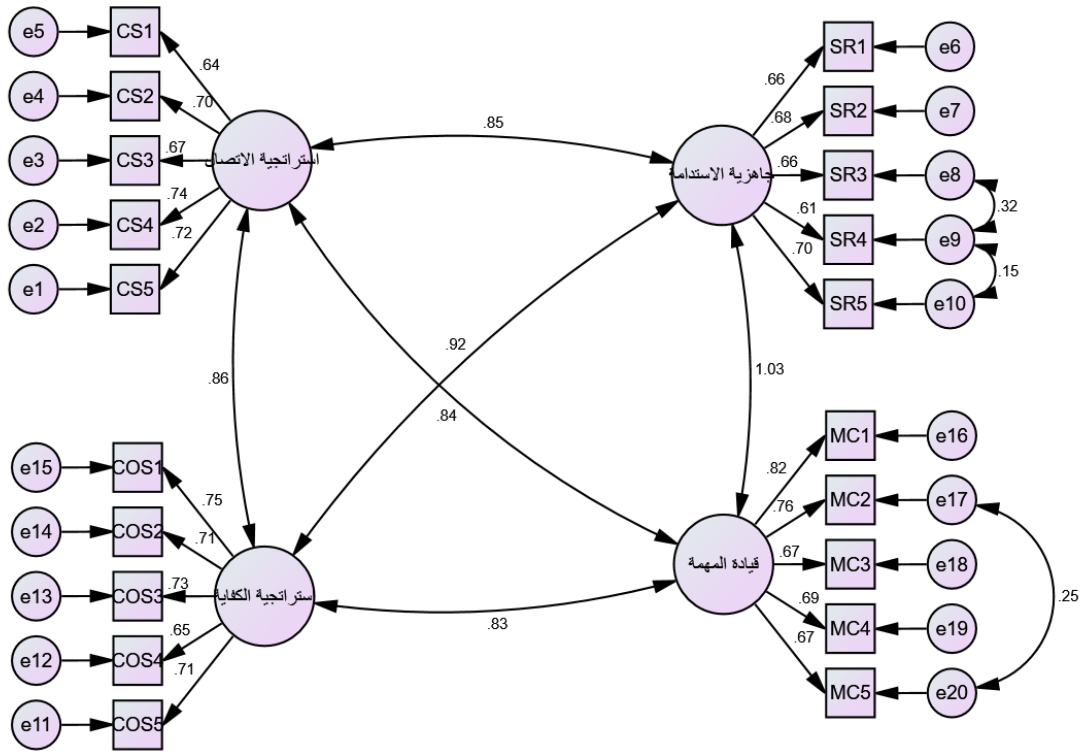 e5
CS1
.64
e4
CS2
.70
e3
CS3
.67
e2
CS4
.74
e1
CS5
.72
استراتجية الاتصال
.85
SR1
e6
.66
SR2
e7
.68
SR3
e8
.66
SR4
e9
.61
SR5
e10
.70
.32
.15
جاهزية الاستدامة
.92
.84
.86
1.03
e15
COS1
.75
e14
COS2
.71
e13
COS3
.73
e12
COS4
.65
e11
COS5
.71
ستراتجية الكفاية
.83
MC1
e16
.82
MC2
e17
.76
MC3
e18
.67
MC4
e19
.69
MC5
e20
.67
.25
قيادة المهمة